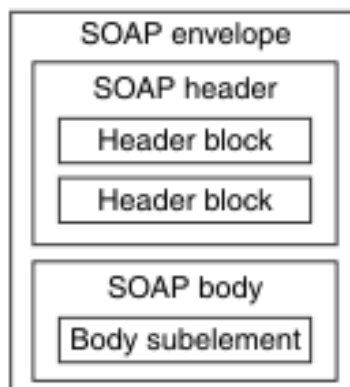 SOAP envelope
SOAP header
Header block
Header block
SOAP body
Body subelement